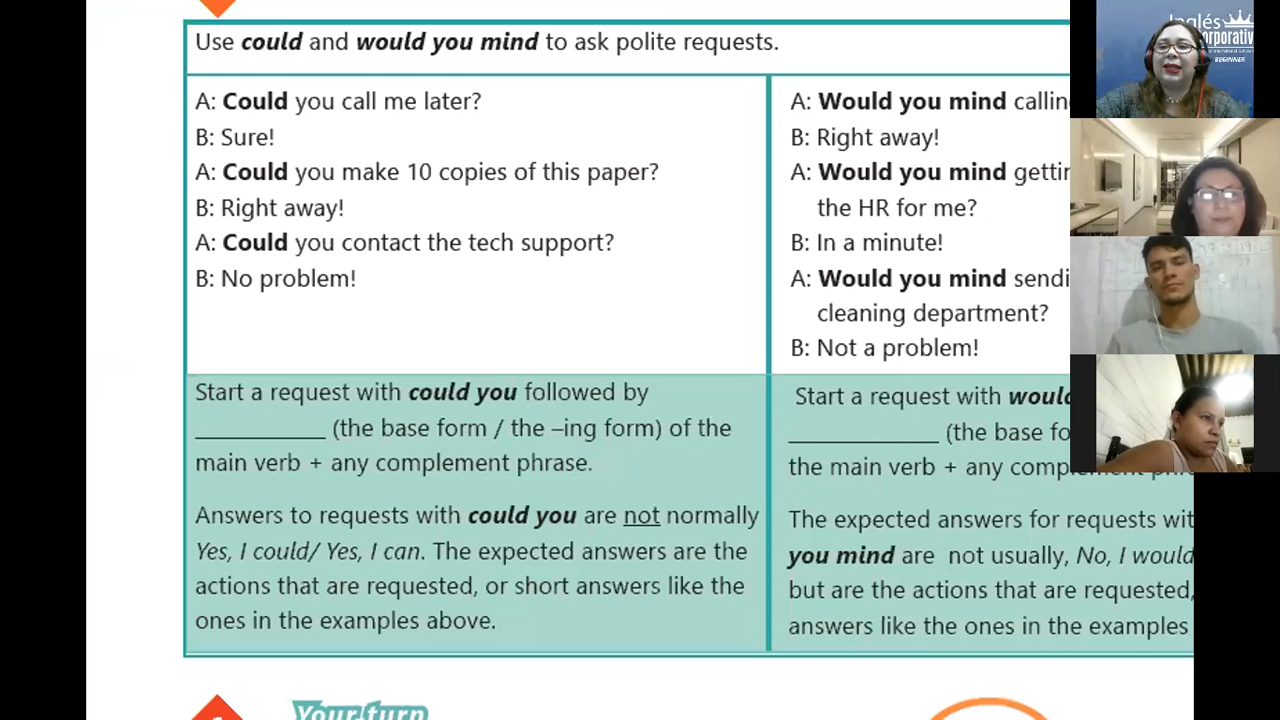 Use could and would you mind to ask polite requests.
A: Could you call me later?
B: Sure!
A: Could you make 10 copies of this paper?
B: Right away!
A: Could you contact the tech support?
B: No problem!
A: Would you mind
B: Right away!
A: Would you mind
the HR for me?
B: In a minute!
A: Would you mind
cleaning department?
B: Not a problem!
Start a request with could you followed by
____________ (the base form / the –ing form) of the
main verb + any complement phrase.
Answers to requests with could you are not normally
Yes, I could/ Yes, I can. The expected answers are the
actions that are requested, or short answers like the
ones in the examples above.
Start a request with
______________ (the base
the main verb + any
The expected answers for requests
you mind are not usually, No, I would
but are the actions that are requested,
answers like the ones in the examples
Your turn
Inglés
BEGINNER